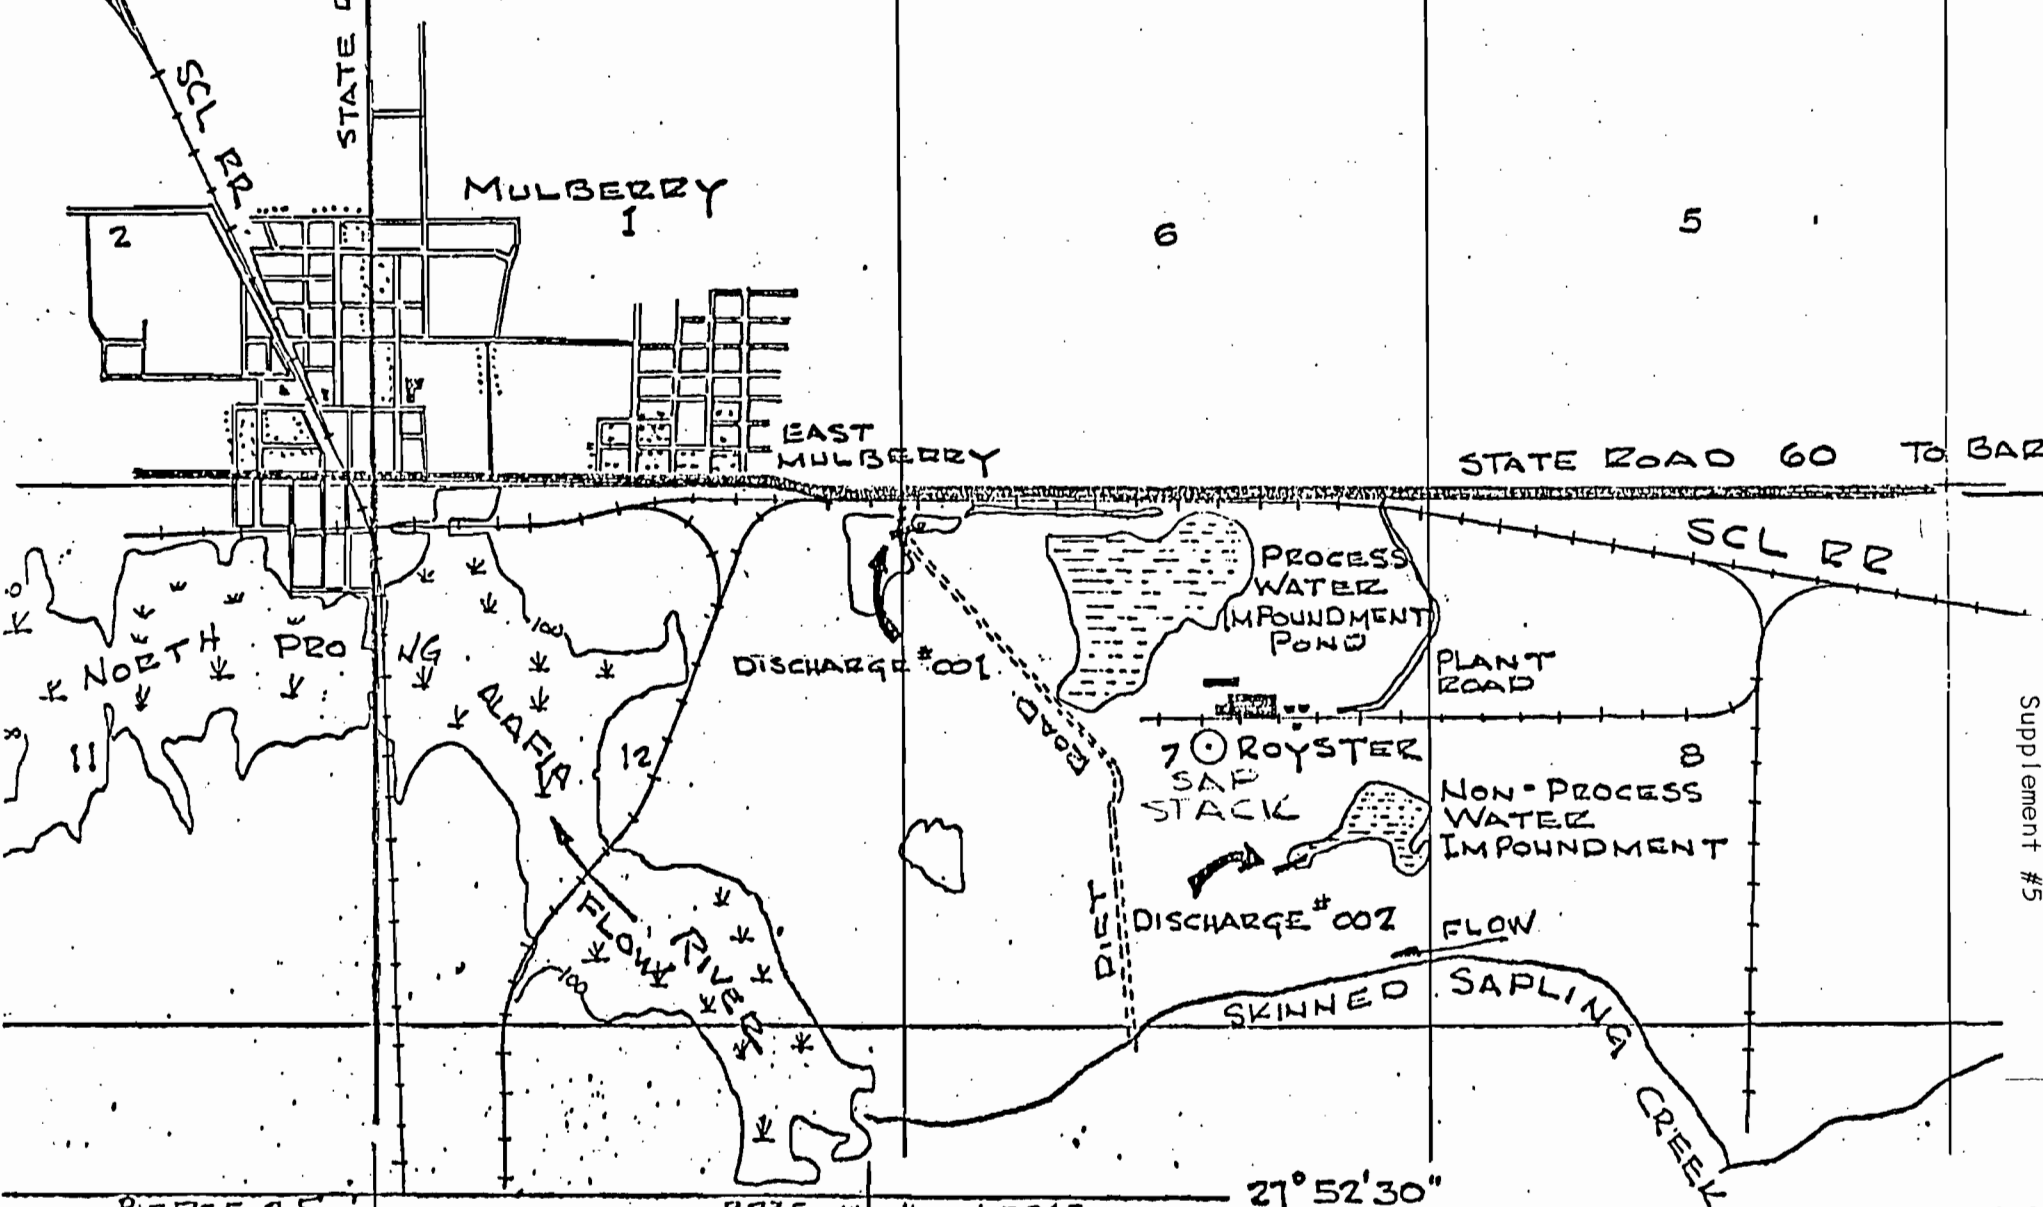 STATE
SCL RR
MULBERRY
1
2
6
5
EAST
MULBERRY
STATE ROAD 60 TO BAR
SCL RR
PROCESS
WATER
IMPOUNDMENT
POND
DISCHARGE #001
PLANT
ROAD
NORTH PRONG
ALAFIA
RIVER
11
12
ROAD
DIRT
7 ROYSTER
8
SAP
STACK
NON-PROCESS
WATER
IMPOUNDMENT
DISCHARGE #002
FLOW
FLOW
100
100
SKINNED SAPLING
CREEK
27°52'30"
Supplement #5